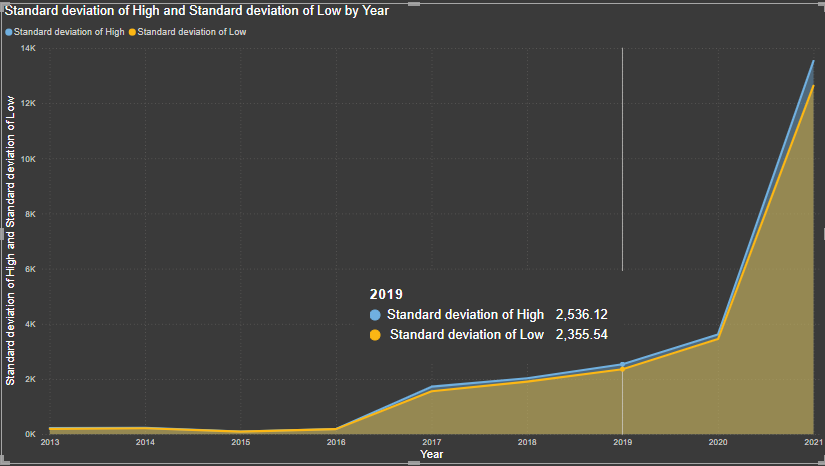 Standard deviation of High and Standard deviation of Low by Year
Standard deviation of High Standard deviation of Low
14K
12K
10K
8K
6K
4K
2K
0K
Standard deviation of High and Standard deviation of Low
2019
Standard deviation of High 2,536.12
Standard deviation of Low 2,355.54
2013 2014 2015 2016 2017 2018 2019 2020 2021
Year